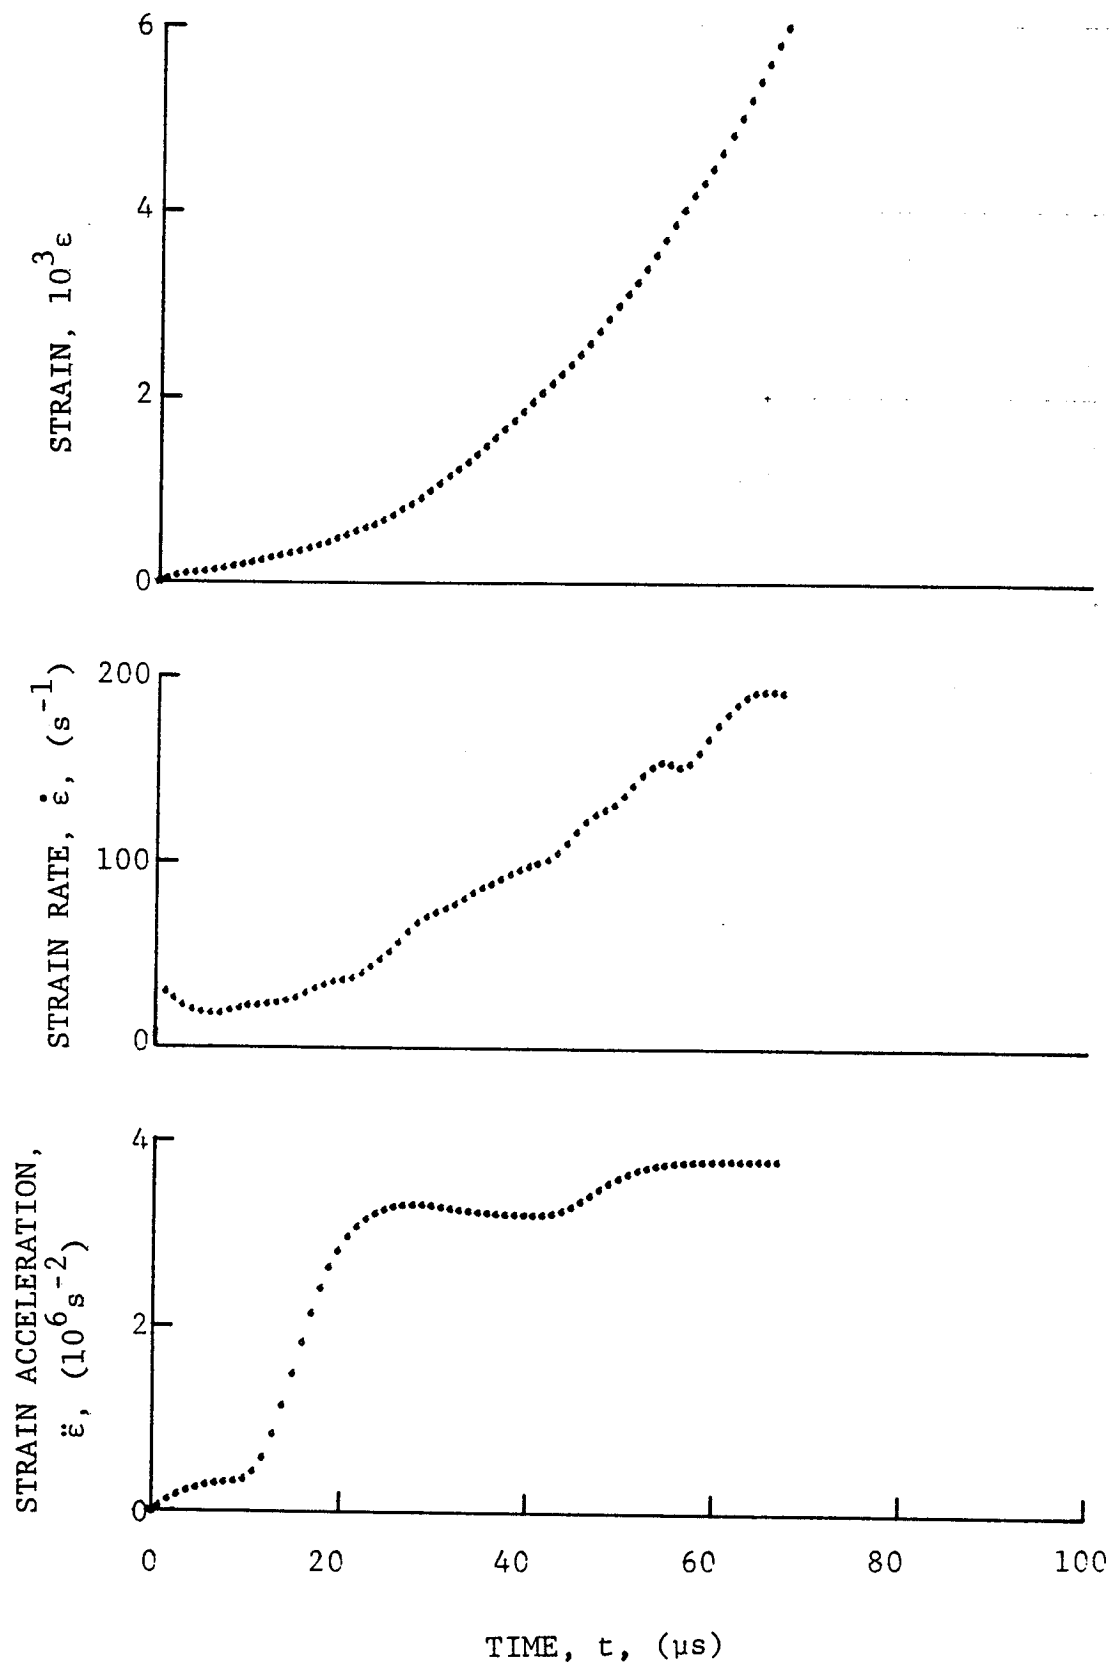 6
4
2
0
STRAIN, 10³ε
200
100
0
STRAIN RATE, ε̇, (s⁻¹)
4
2
0
STRAIN ACCELERATION,
ε̈, (10⁶s⁻²)
0 20 40 60 80 100
TIME, t, (µs)